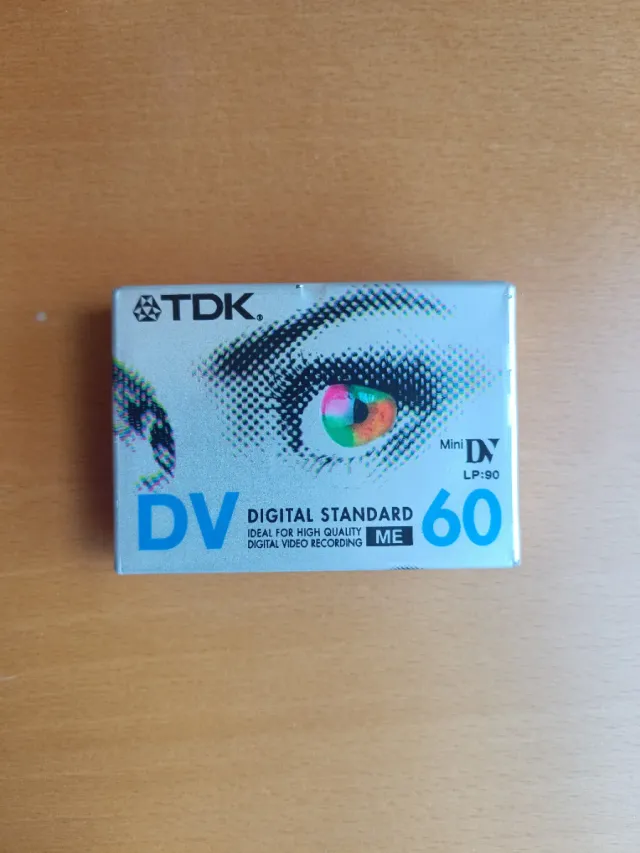 TDK®
Mini DV
LP:90
DV DIGITAL STANDARD 60
IDEAL FOR HIGH QUALITY
DIGITAL VIDEO RECORDING ME